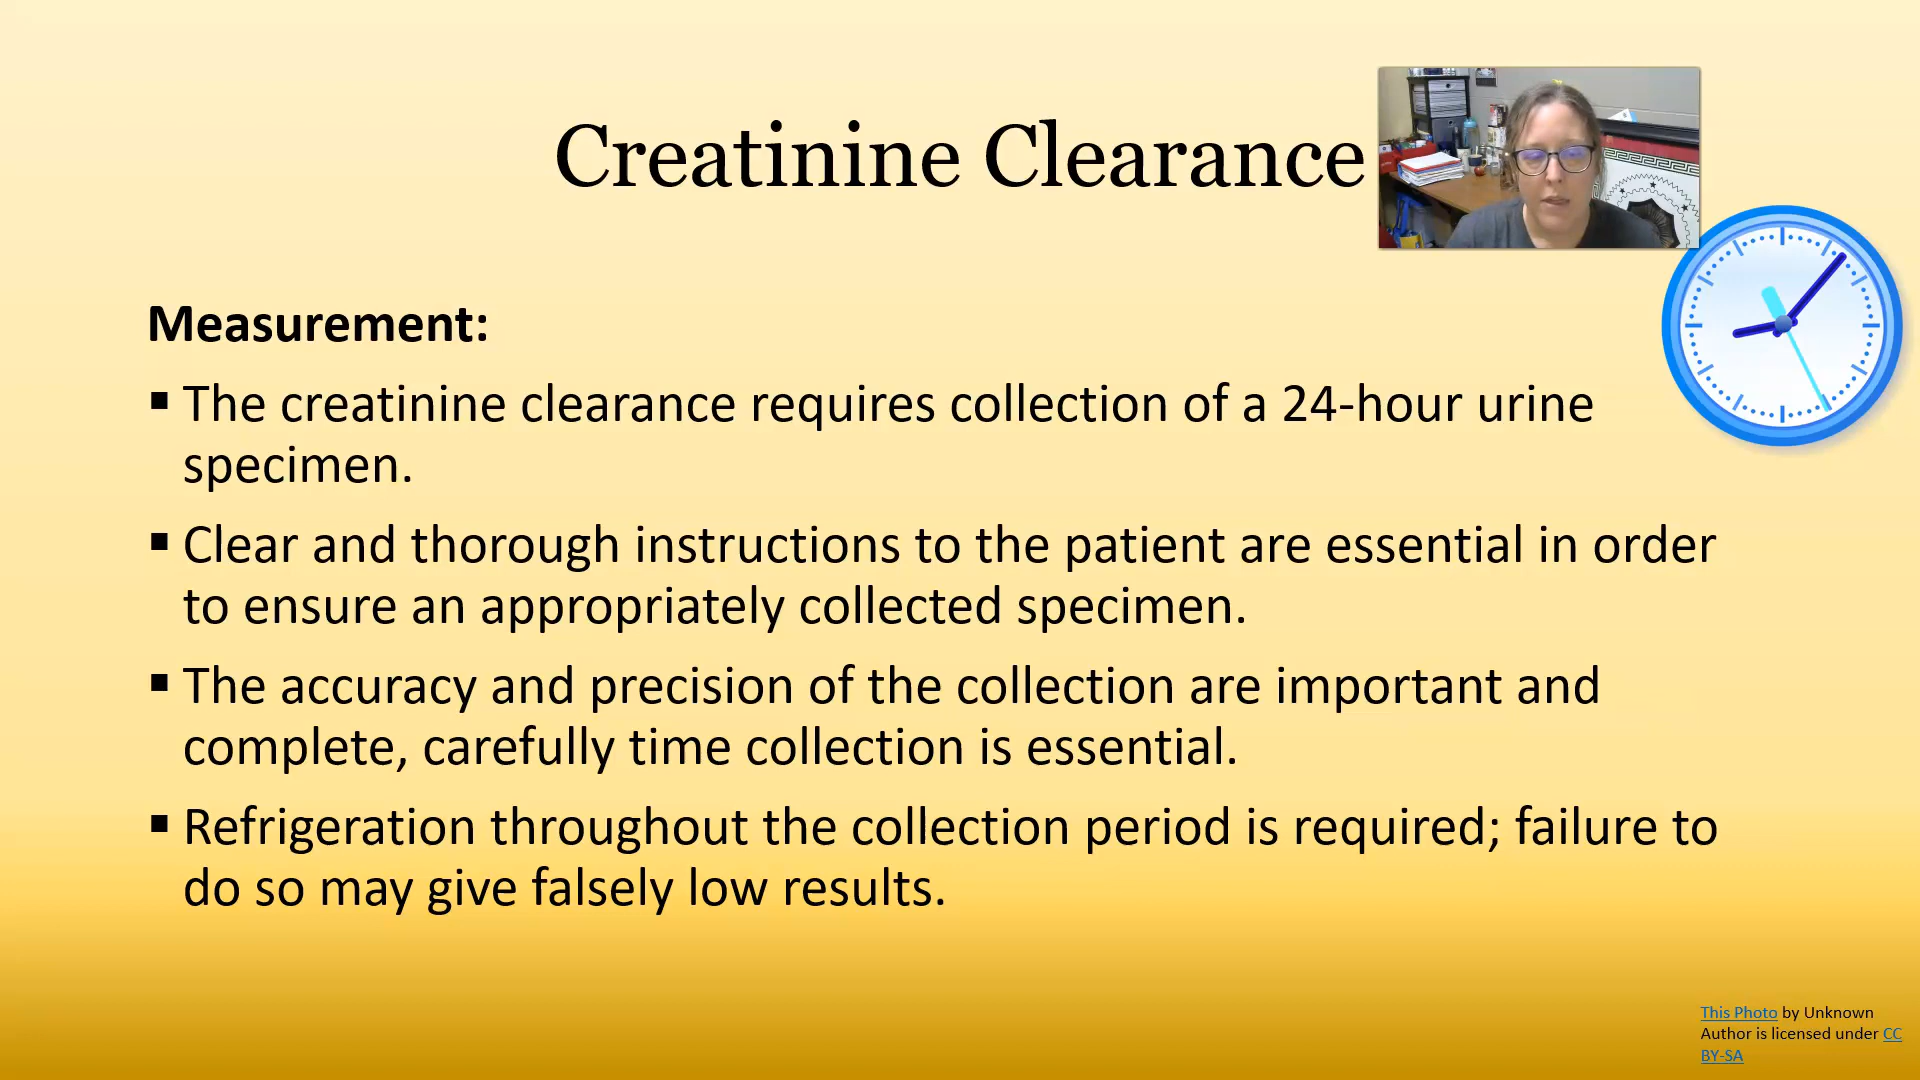 Creatinine Clearance
Measurement:
▪ The creatinine clearance requires collection of a 24-hour urine
specimen.
▪ Clear and thorough instructions to the patient are essential in order
to ensure an appropriately collected specimen.
▪ The accuracy and precision of the collection are important and
complete, carefully time collection is essential.
▪ Refrigeration throughout the collection period is required; failure to
do so may give falsely low results.
This Photo by Unknown
Author is licensed under CC
BY-SA